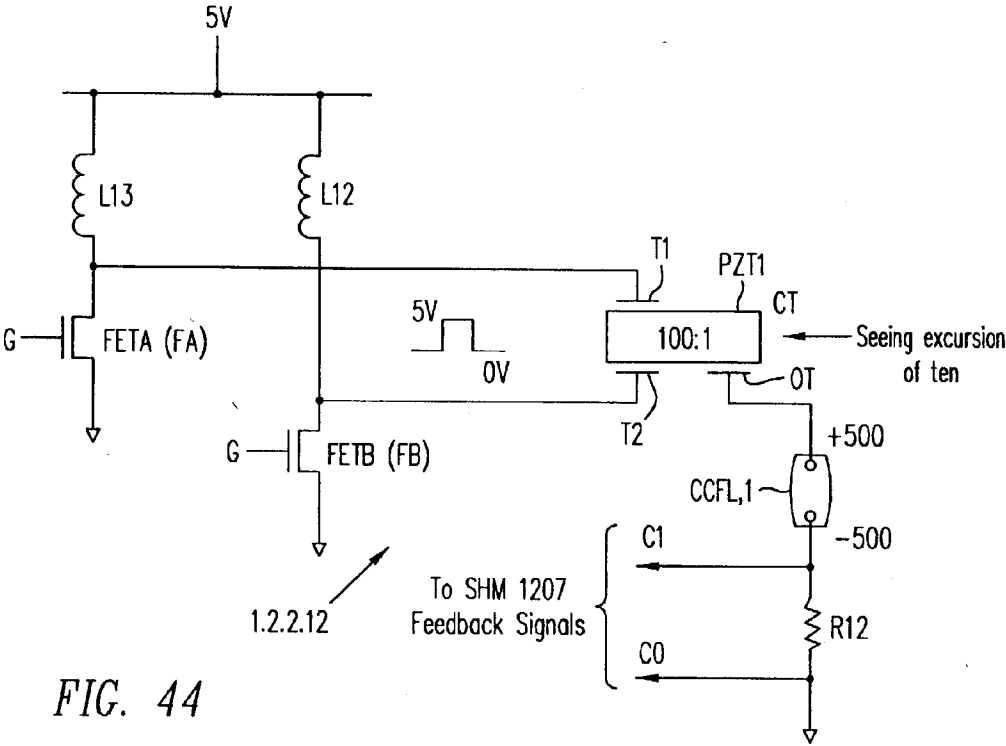 5V
L13
L12
T1
PZT1
CT
G
FETA (FA)
5V
0V
100:1
Seeing excursion
of ten
OT
T2
G
FETB (FB)
+500
CCFL,1
-500
C1
To SHM 1207
Feedback Signals
1.2.2.12
R12
C0
FIG. 44